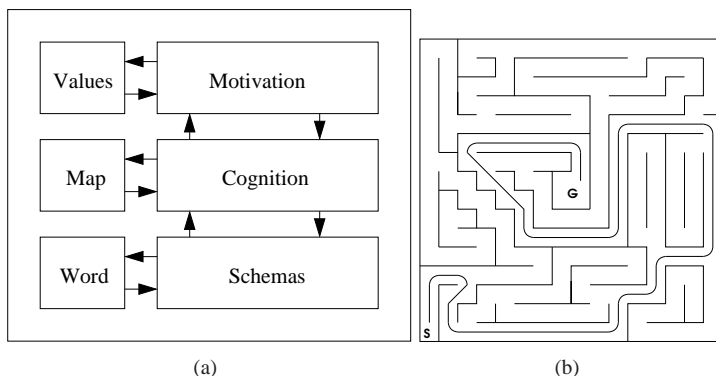 Values
Motivation
Map
Cognition
Word
Schemas
G
S
(a)
(b)